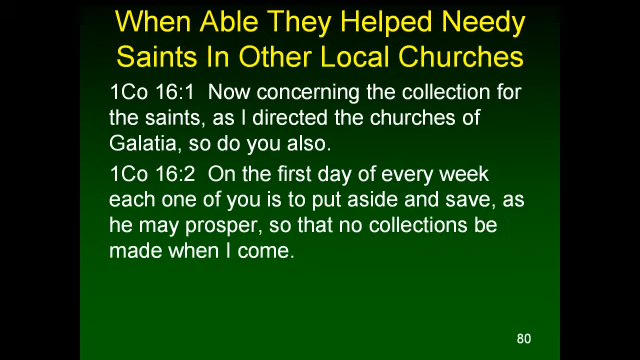 When Able They Helped Needy
Saints In Other Local Churches
1Co 16:1 Now concerning the collection for
the saints, as I directed the churches of
Galatia, so do you also.
1Co 16:2 On the first day of every week
each one of you is to put aside and save, as
he may prosper, so that no collections be
made when I come.
80